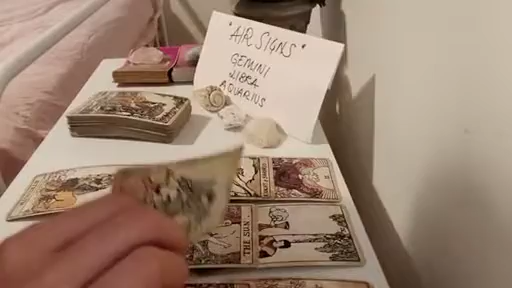 "AIR SIGNS"
GEMINI
LIBRA
AQUARIUS
THE SUN.